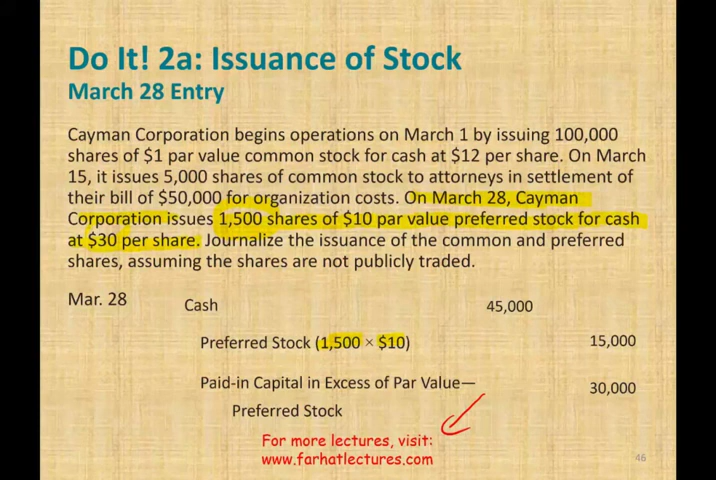 Do It! 2a: Issuance of Stock
March 28 Entry
Cayman Corporation begins operations on March 1 by issuing 100,000
shares of $1 par value common stock for cash at $12 per share. On March
15, it issues 5,000 shares of common stock to attorneys in settlement of
their bill of $50,000 for organization costs. On March 28, Cayman
Corporation issues 1,500 shares of $10 par value preferred stock for cash
at $30 per share. Journalize the issuance of the common and preferred
shares, assuming the shares are not publicly traded.
Mar. 28 Cash 45,000
Preferred Stock (1,500 × $10) 15,000
Paid-in Capital in Excess of Par Value— 30,000
Preferred Stock
For more lectures, visit:
www.farhatlectures.com
46